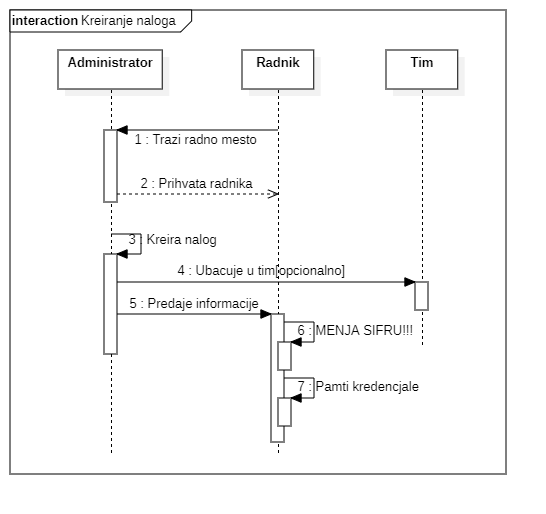 interaction Kreiranje naloga
Administrator
Radnik
Tim
1 : Trazi radno mesto
2 : Prihvata radnika
3 : Kreira nalog
4 : Ubacuje u tim[opcionalno]
5 : Predaje informacije
6 : MENJA SIFRU!!!
7 : Pamti kredencjale